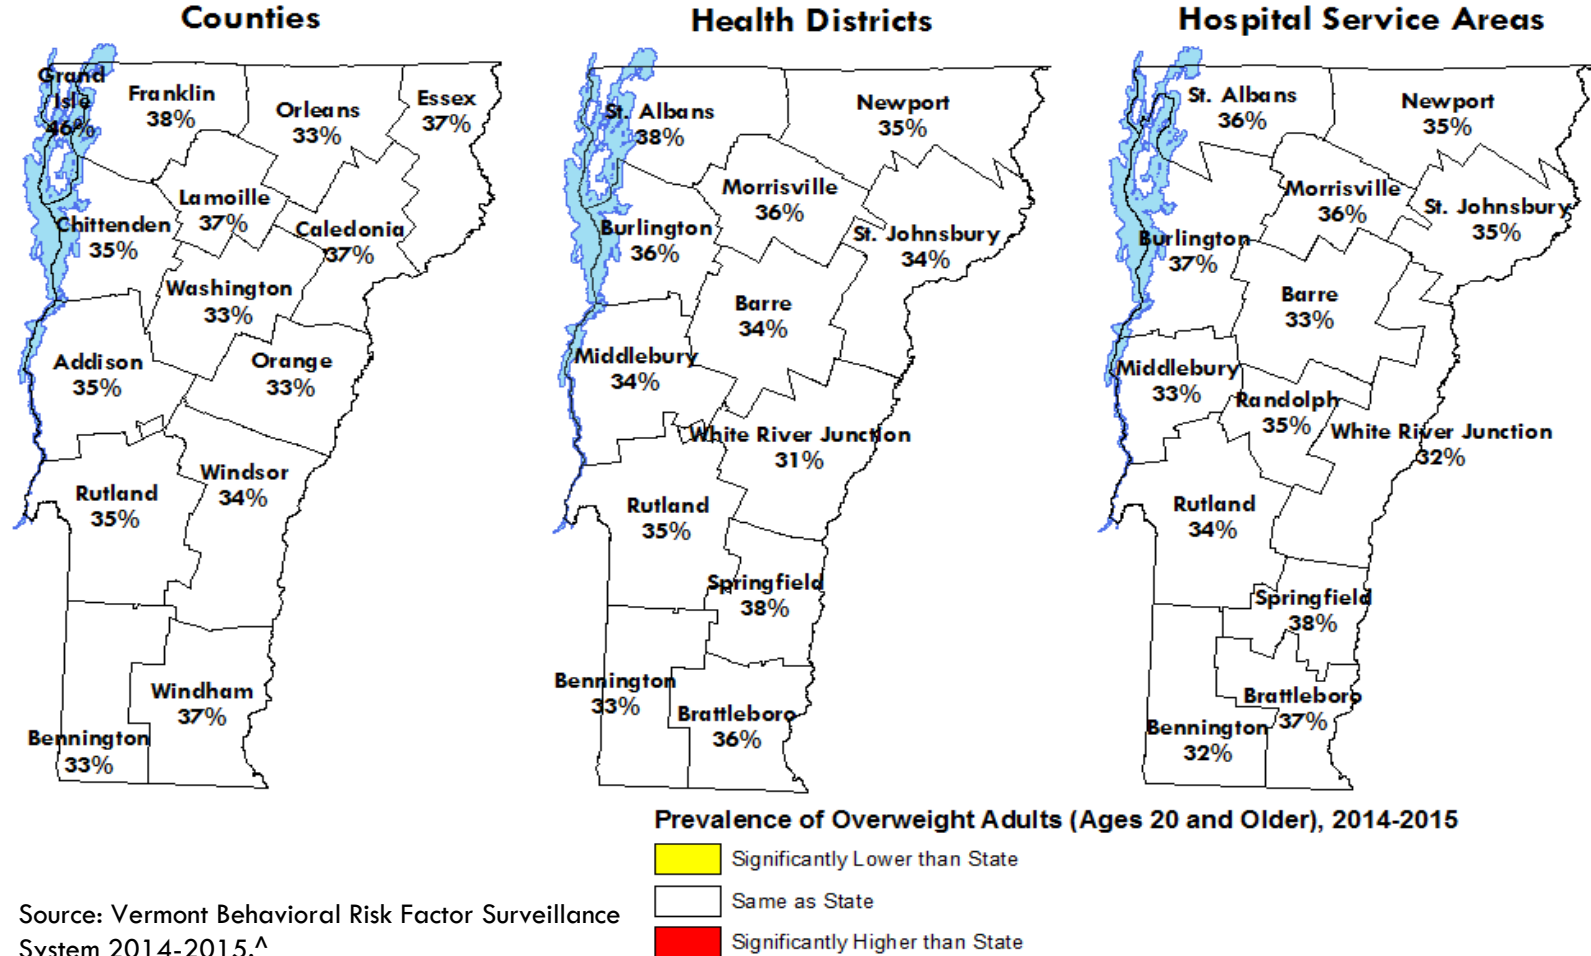 Counties
Grand
Isle
46%
Franklin
38%
Orleans
33%
Essex
37%
Lamoille
37%
Chittenden
35%
Caledonia
37%
Washington
33%
Addison
35%
Orange
33%
Windsor
34%
Rutland
35%
Windham
37%
Bennington
33%
Health Districts
St. Albans
38%
Newport
35%
Morrisville
36%
Burlington
36%
St. Johnsbury
34%
Barre
34%
Middlebury
34%
White River Junction
31%
Rutland
35%
Springfield
38%
Bennington
33%
Brattleboro
36%
Hospital Service Areas
St. Albans
36%
Newport
35%
Morrisville
36%
St. Johnsbury
35%
Burlington
37%
Barre
33%
Middlebury
33%
Randolph
35%
White River Junction
32%
Rutland
34%
Springfield
38%
Brattleboro
37%
Bennington
32%
Prevalence of Overweight Adults (Ages 20 and Older), 2014-2015
Significantly Lower than State
Same as State
Significantly Higher than State
Source: Vermont Behavioral Risk Factor Surveillance
System 2014-2015.^